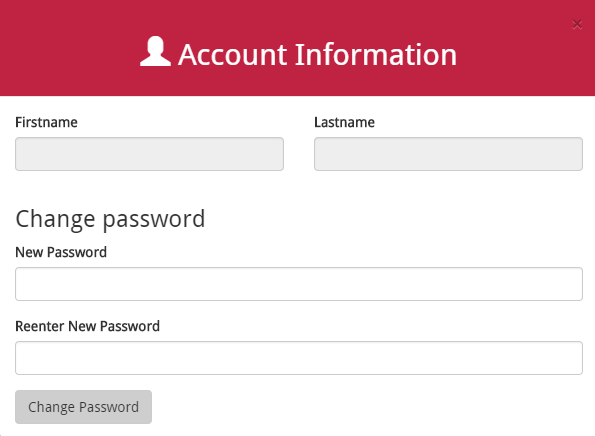 Account Information
Firstname Lastname
Change password
New Password
Reenter New Password
Change Password